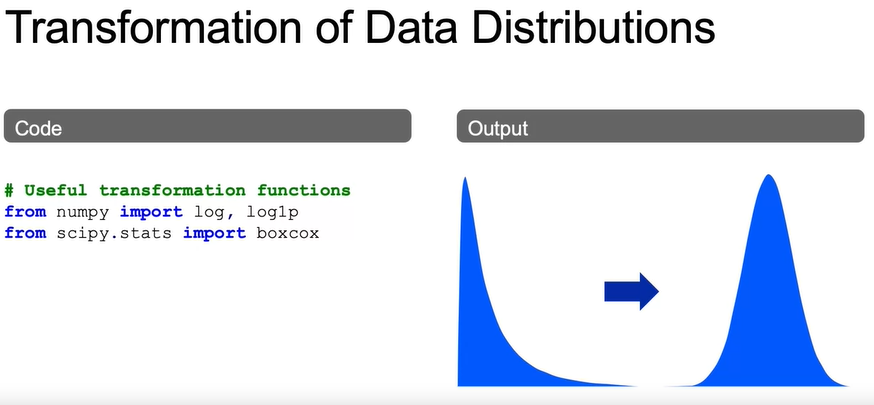 Transformation of Data Distributions
Code
Output
# Useful transformation functions
from numpy import log, log1p
from scipy.stats import boxcox